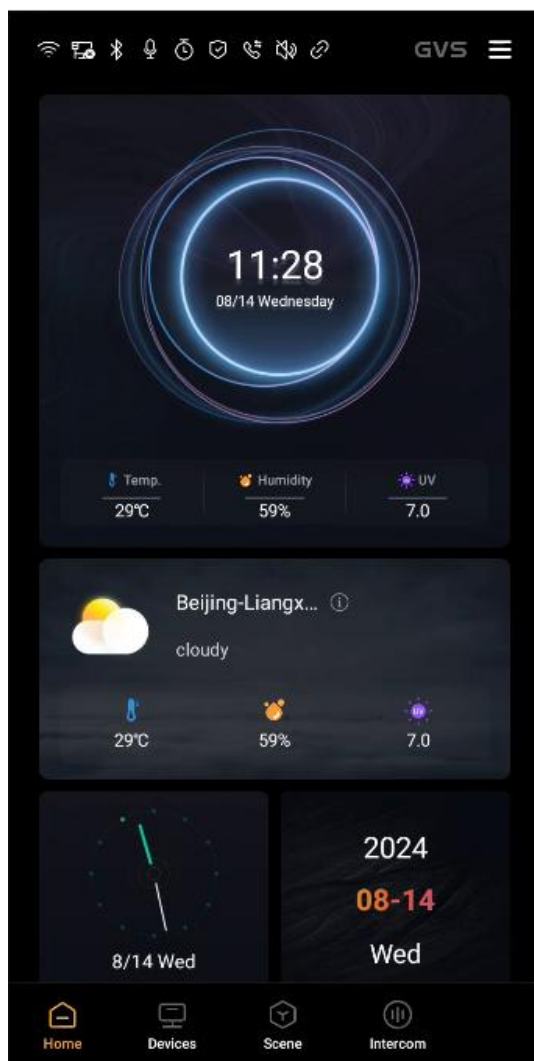 GVS
11:28
08/14 Wednesday
Temp. Humidity UV
29℃ 59% 7.0
Beijing-Liangx...
cloudy
UV
29℃ 59% 7.0
8/14 Wed
2024
08-14
Wed
Home Devices Scene Intercom